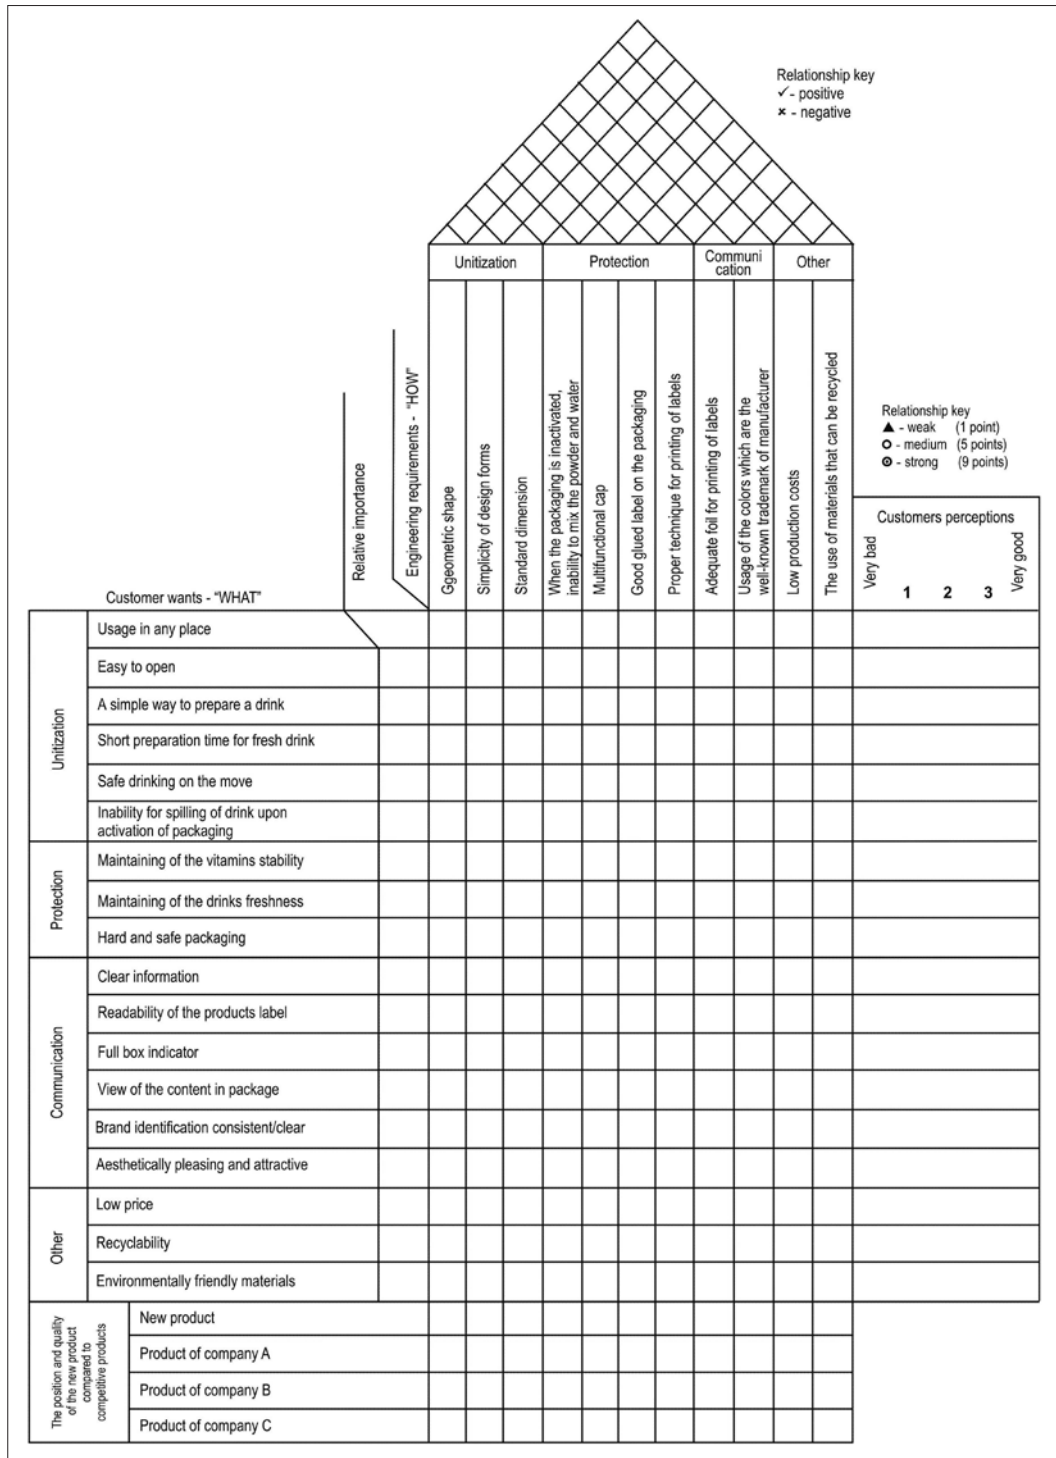 Relationship key
✓ - positive
× - negative
Unitization
Protection
Communi
cation
Other
Relative importance
Engineering requirements - "HOW"
Ggeometric shape
Simplicity of design forms
Standard dimension
When the packaging is inactivated,
inability to mix the powder and water
Multifunctional cap
Good glued label on the packaging
Proper technique for printing of labels
Adequate foil for printing of labels
Usage of the colors which are the
well-known trademark of manufacturer
Low production costs
The use of materials that can be recycled
Relationship key
▲ - weak (1 point)
○ - medium (5 points)
◎ - strong (9 points)
Customers perceptions
Very bad
1 2 3
Very good
Customer wants - "WHAT"
Unitization
Usage in any place
Easy to open
A simple way to prepare a drink
Short preparation time for fresh drink
Safe drinking on the move
Inability for spilling of drink upon
activation of packaging
Protection
Maintaining of the vitamins stability
Maintaining of the drinks freshness
Hard and safe packaging
Communication
Clear information
Readability of the products label
Full box indicator
View of the content in package
Brand identification consistent/clear
Aesthetically pleasing and attractive
Other
Low price
Recyclability
Environmentally friendly materials
The position and quality
of the new product
compared to
competitive products
New product
Product of company A
Product of company B
Product of company C